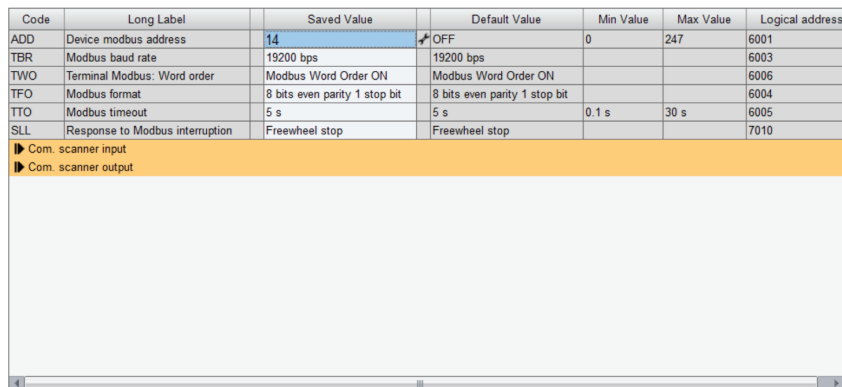 Code Long Label Saved Value Default Value Min Value Max Value Logical address
ADD Device modbus address 14 OFF 0 247 6001
TBR Modbus baud rate 19200 bps 19200 bps 6003
TWO Terminal Modbus: Word order Modbus Word Order ON Modbus Word Order ON 6006
TFO Modbus format 8 bits even parity 1 stop bit 8 bits even parity 1 stop bit 6004
TTO Modbus timeout 5 s 5 s 0.1 s 30 s 6005
SLL Response to Modbus interruption Freewheel stop Freewheel stop 7010
Com. scanner input
Com. scanner output